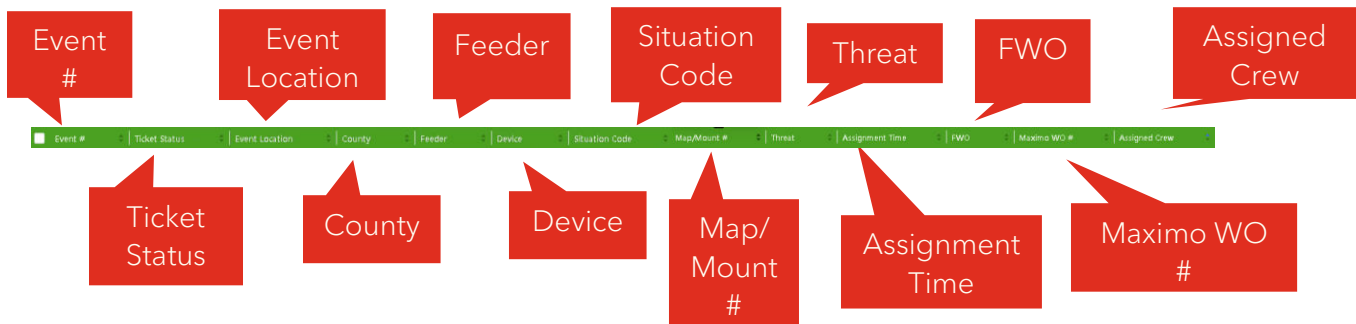 Event
#
Event
Location
Feeder
Situation
Code
Threat
FWO
Assigned
Crew
Event # Ticket Status Event Location County Feeder Device Situation Code Map/Mount # Threat Assignment Time FWO Maximo WO # Assigned Crew
Ticket
Status
County
Device
Map/
Mount
#
Assignment
Time
Maximo WO
#